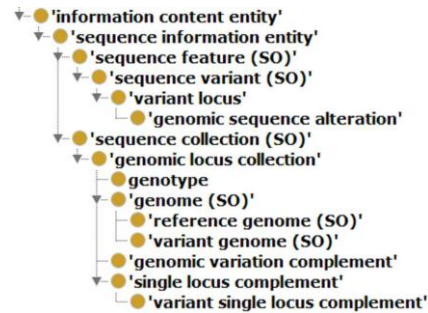 'information content entity'
'sequence information entity'
'sequence feature (SO)'
'sequence variant (SO)'
'variant locus'
'genomic sequence alteration'
'sequence collection (SO)'
'genomic locus collection'
genotype
'genome (SO)'
'reference genome (SO)'
'variant genome (SO)'
'genomic variation complement'
'single locus complement'
'variant single locus complement'